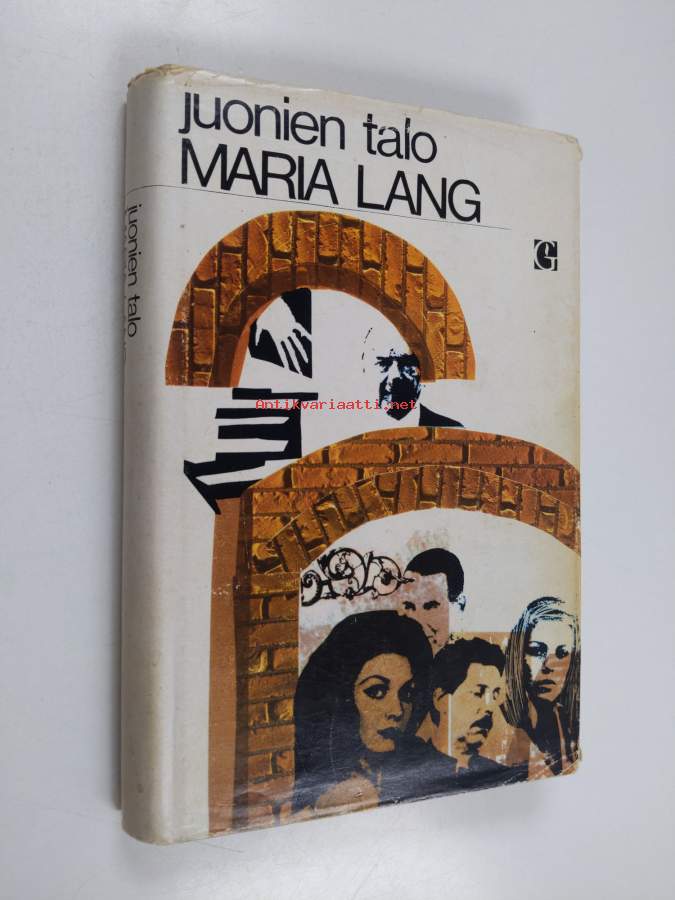 juonien talo
MARIA LANG
G
juonien talo
Antikvariaatti.net